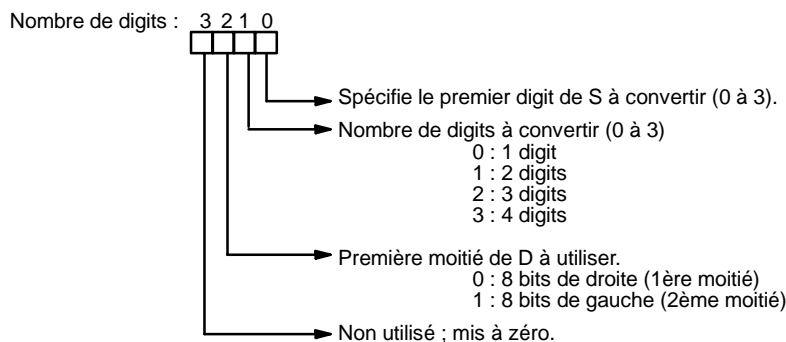 Nombre de digits : 3 2 1 0
Spécifie le premier digit de S à convertir (0 à 3).
Nombre de digits à convertir (0 à 3)
0 : 1 digit
1 : 2 digits
2 : 3 digits
3 : 4 digits
Première moitié de D à utiliser.
0 : 8 bits de droite (1ère moitié)
1 : 8 bits de gauche (2ème moitié)
Non utilisé ; mis à zéro.